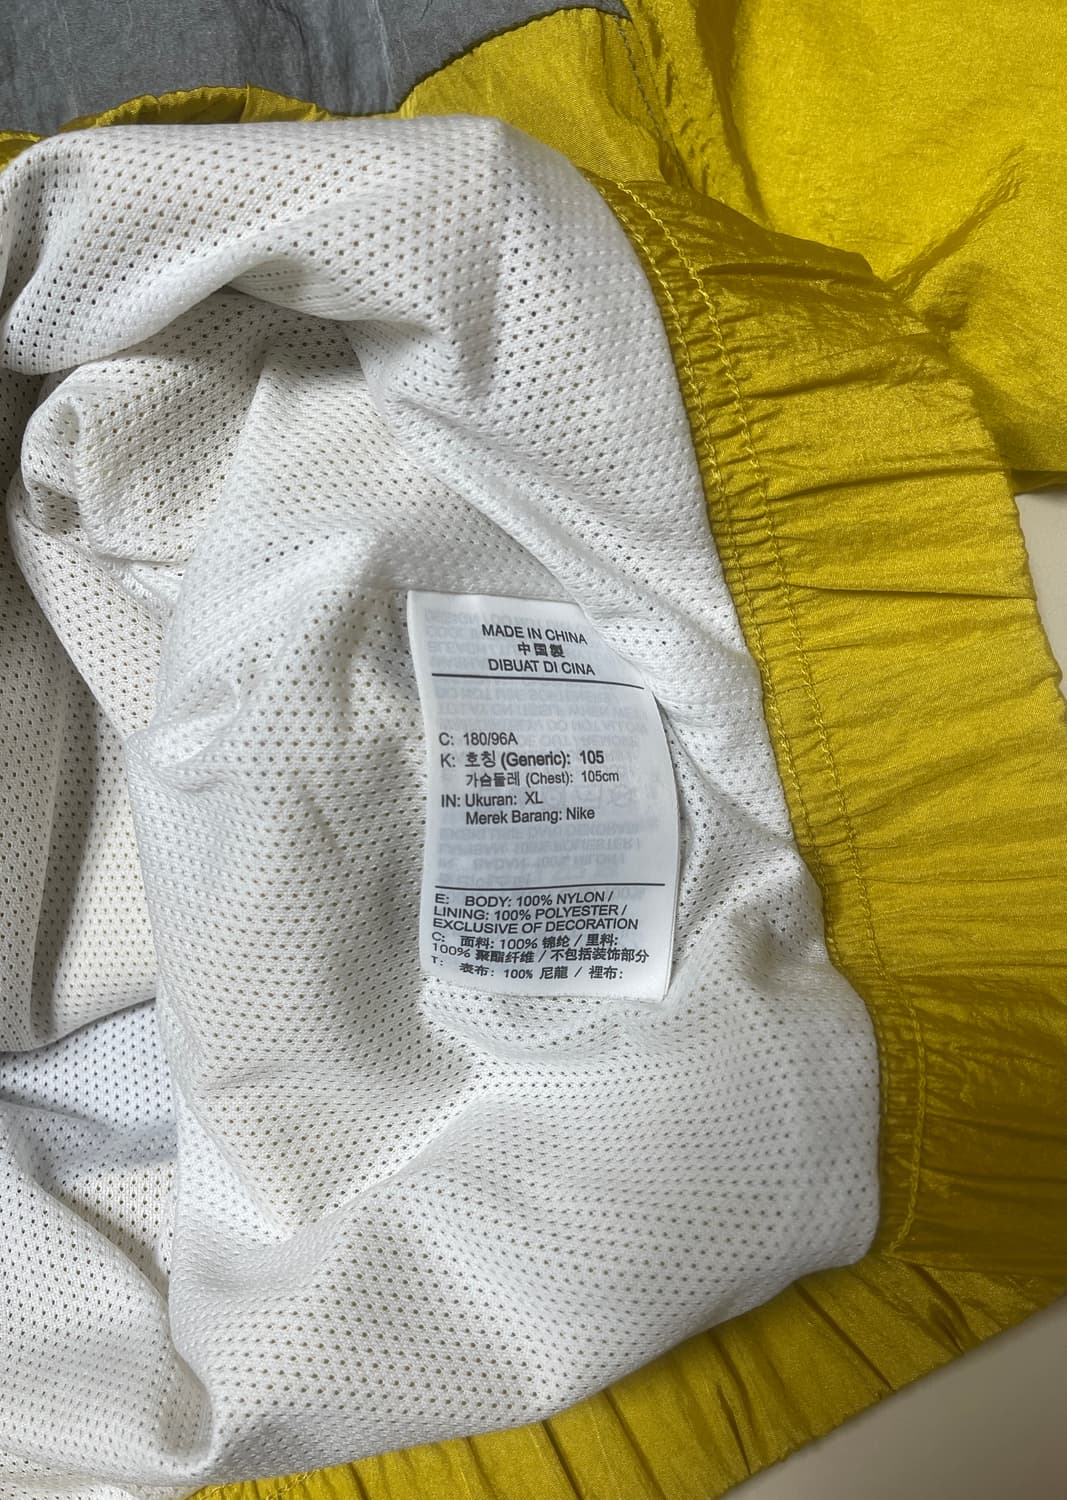 MADE IN CHINA
中国製
DIBUAT DI CINA
C: 180/96A
K: 호칭 (Generic): 105
가슴둘레 (Chest): 105cm
IN: Ukuran: XL
Merek Barang: Nike
E: BODY: 100% NYLON /
LINING: 100% POLYESTER /
EXCLUSIVE OF DECORATION
C: 面料: 100% 锦纶 / 里料:
100% 聚酯纤维 / 不包括装饰部分
T: 表布: 100% 尼龍 / 裡布: